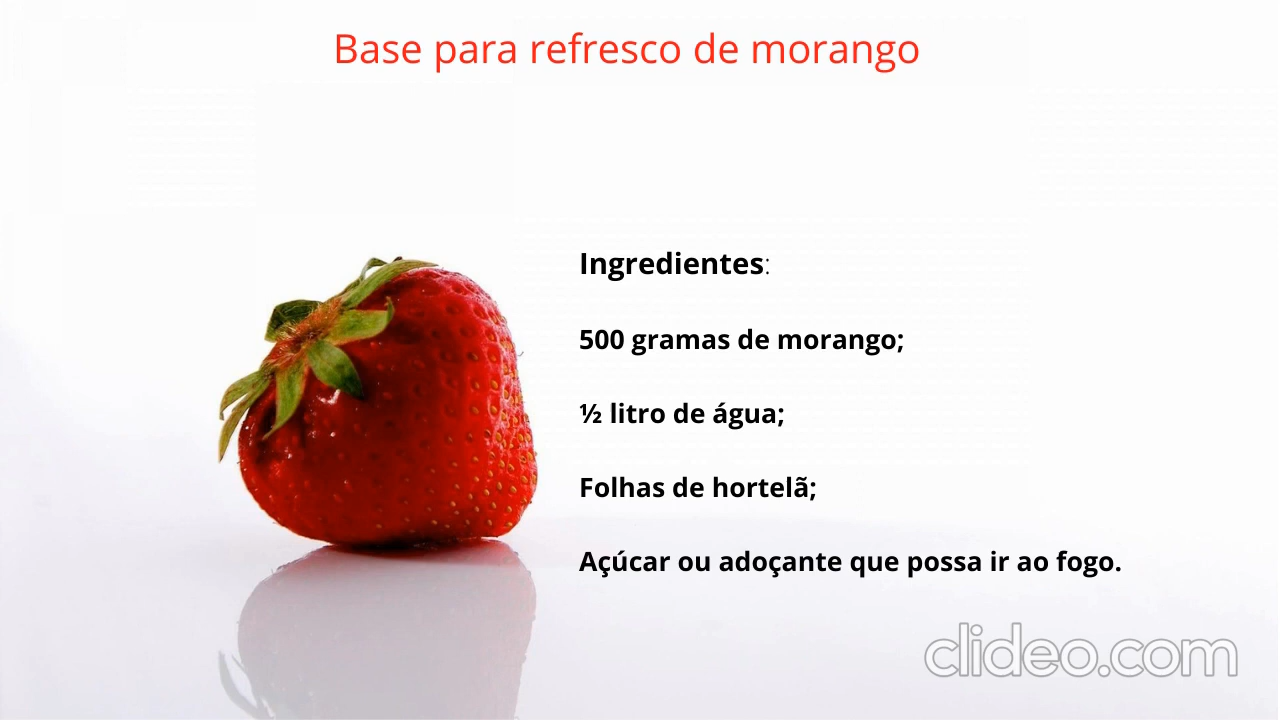 Base para refresco de morango
Ingredientes:
500 gramas de morango;
½ litro de água;
Folhas de hortelã;
Açúcar ou adoçante que possa ir ao fogo.
clideo.com